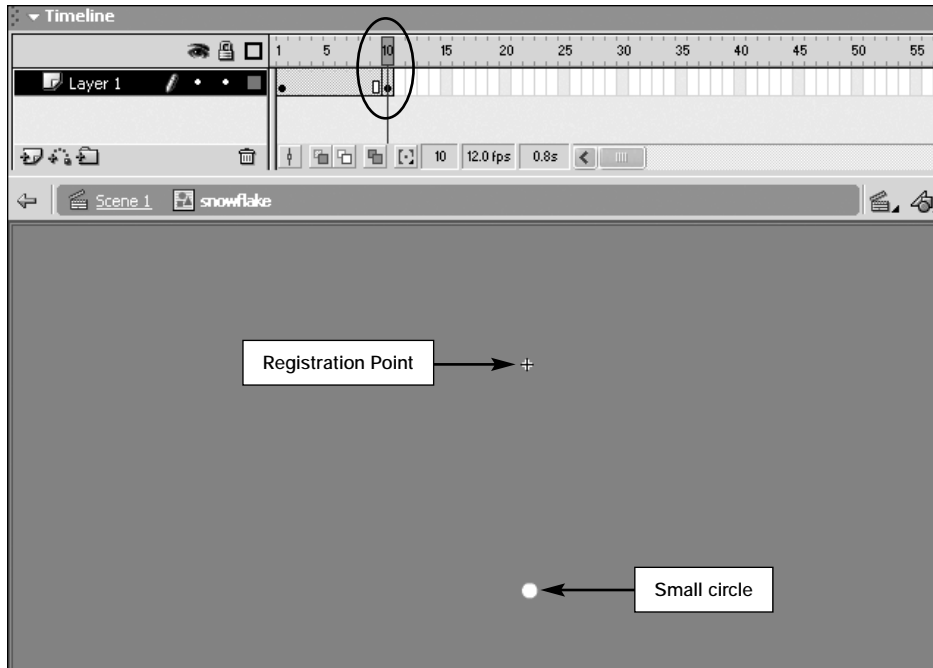 Timeline
1 5 10 15 20 25 30 35 40 45 50 55
Layer 1
10 12.0 fps 0.8s
Scene 1 snowflake
Registration Point
Small circle